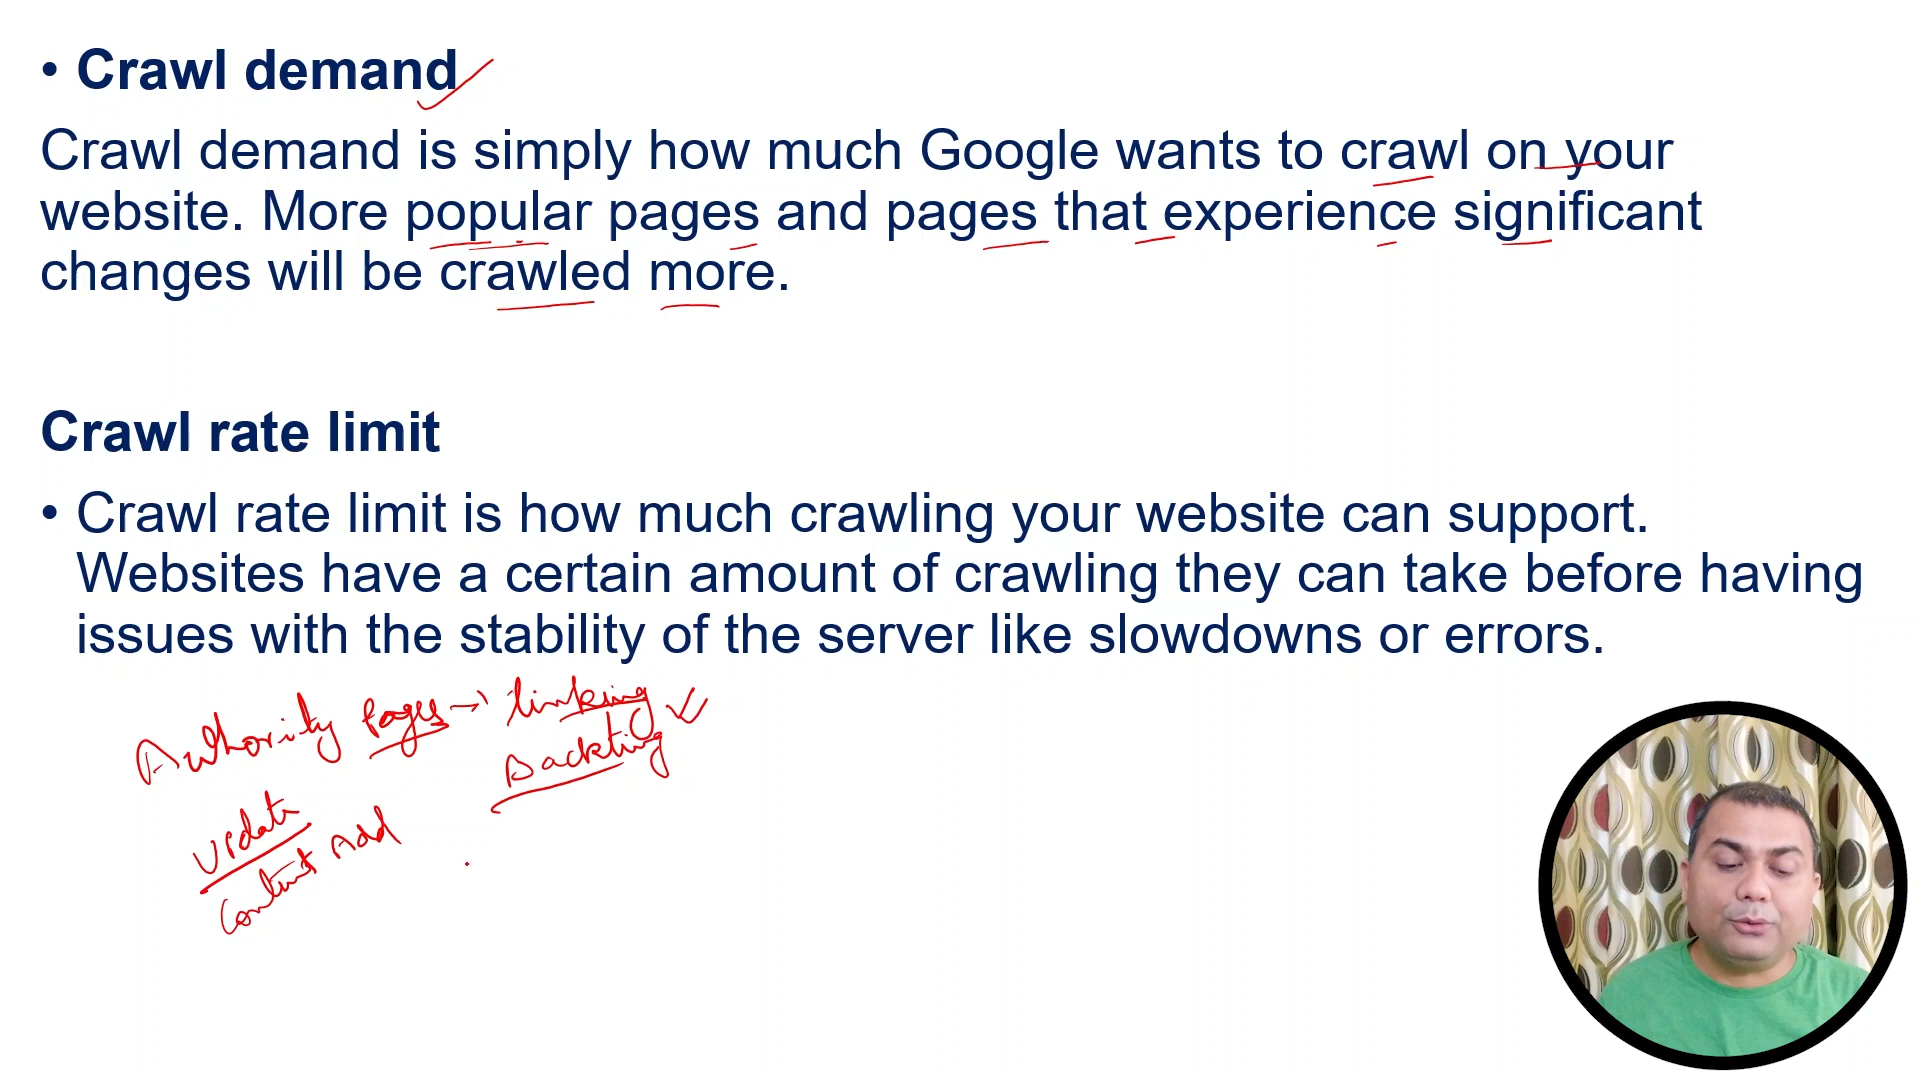 • Crawl demand
Crawl demand is simply how much Google wants to crawl on your
website. More popular pages and pages that experience significant
changes will be crawled more.
Crawl rate limit
• Crawl rate limit is how much crawling your website can support.
Websites have a certain amount of crawling they can take before having
issues with the stability of the server like slowdowns or errors.
Authority Pages → linking
Update
Content Add